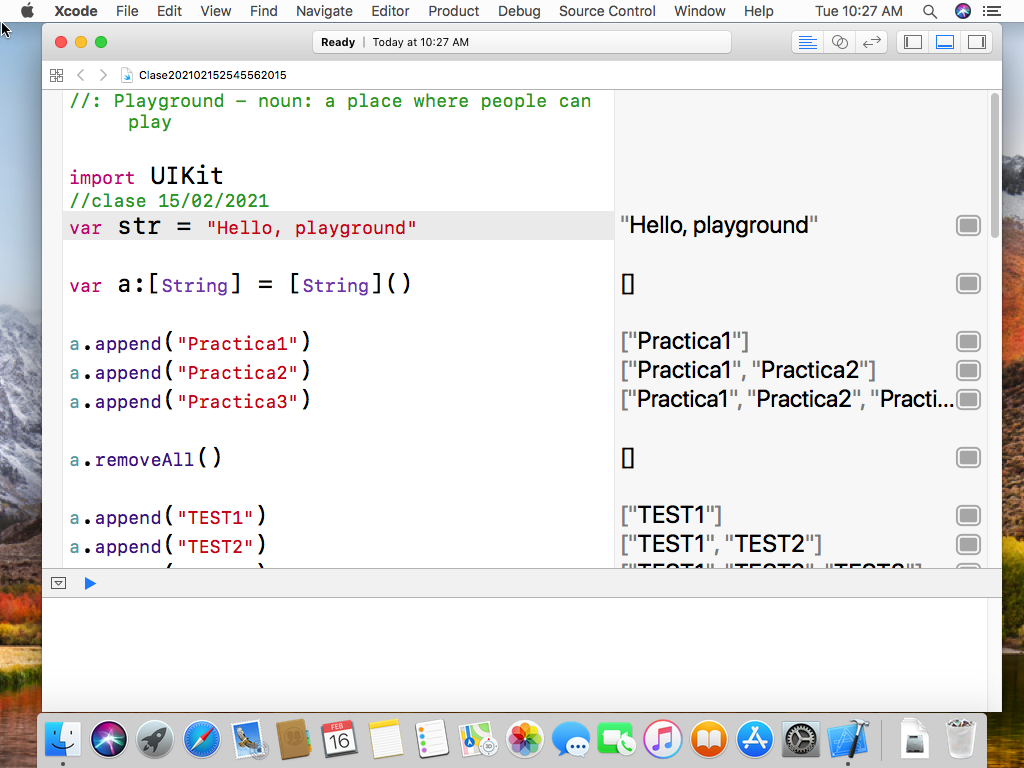 Xcode File Edit View Find Navigate Editor Product Debug Source Control Window Help Tue 10:27 AM
Ready | Today at 10:27 AM
Clase202102152545562015
//: Playground – noun: a place where people can
play
import UIKit
//clase 15/02/2021
var str = "Hello, playground" "Hello, playground"
var a:[String] = [String]() []
a.append("Practica1") ["Practica1"]
a.append("Practica2") ["Practica1", "Practica2"]
a.append("Practica3") ["Practica1", "Practica2", "Practi...
a.removeAll() []
a.append("TEST1") ["TEST1"]
a.append("TEST2") ["TEST1", "TEST2"]
FEB
16